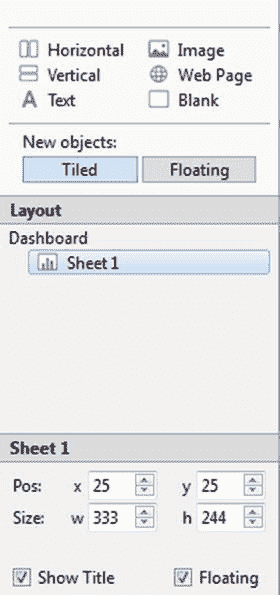 Horizontal Image
Vertical Web Page
Text Blank
New objects:
Tiled Floating
Layout
Dashboard
Sheet 1
Sheet 1
Pos: x 25 y 25
Size: w 333 h 244
Show Title Floating